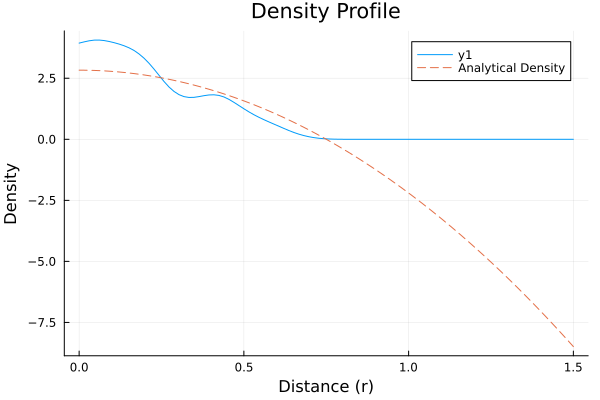 Density Profile
y1
Analytical Density
Density
2.5
0.0
−2.5
−5.0
−7.5
0.0
0.5
1.0
1.5
Distance (r)